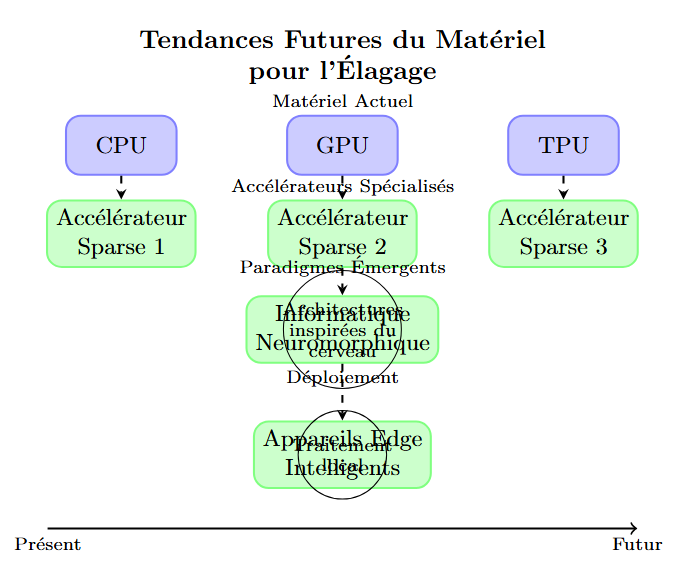 Tendances Futures du Matériel
pour l'Élagage
Matériel Actuel
CPU
GPU
TPU
Accélérateurs Spécialisés
Accélérateur
Sparse 1
Accélérateur
Sparse 2
Accélérateur
Sparse 3
Paradigmes Émergents
Informatique
Neuromorphique
Architectures
inspirées du
cerveau
Déploiement
Appareils Edge
Intelligents
Traitement
local
Présent
Futur